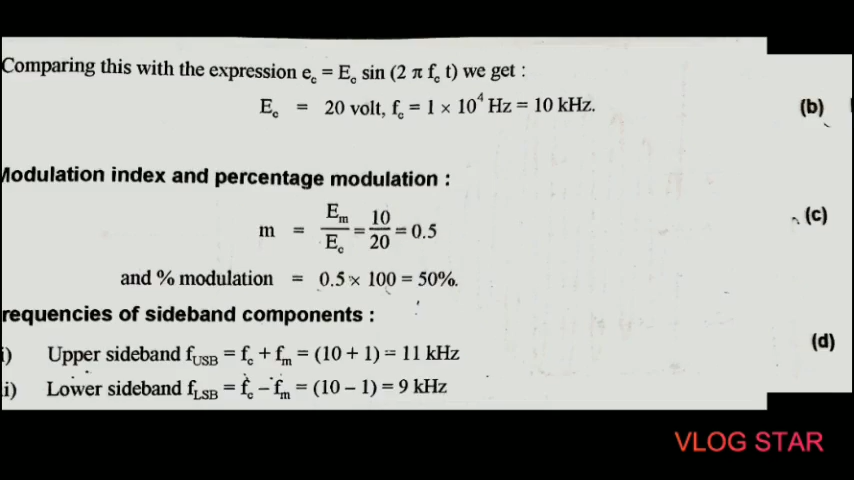 Comparing this with the expression e_c = E_c sin (2 π f_c t) we get :
E_c = 20 volt, f_c = 1 × 10^4 Hz = 10 kHz.
(b)
Modulation index and percentage modulation :
m = E_m / E_c = 10 / 20 = 0.5
(c)
and % modulation = 0.5 × 100 = 50%.
requencies of sideband components :
i) Upper sideband f_USB = f_c + f_m = (10 + 1) = 11 kHz
(d)
i) Lower sideband f_LSB = f_c – f_m = (10 – 1) = 9 kHz
VLOG STAR